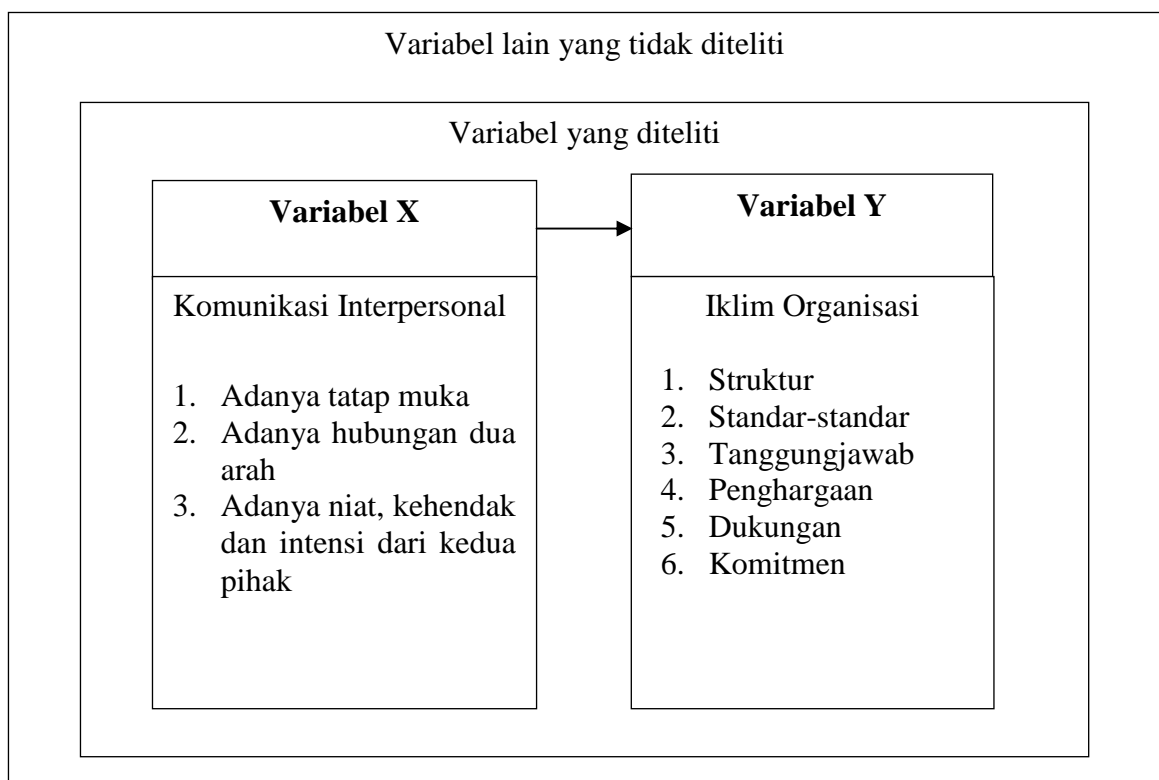 Variabel lain yang tidak diteliti
Variabel yang diteliti
Variabel X
Komunikasi Interpersonal
1. Adanya tatap muka
2. Adanya hubungan dua
arah
3. Adanya niat, kehendak
dan intensi dari kedua
pihak
Variabel Y
Iklim Organisasi
1. Struktur
2. Standar-standar
3. Tanggungjawab
4. Penghargaan
5. Dukungan
6. Komitmen